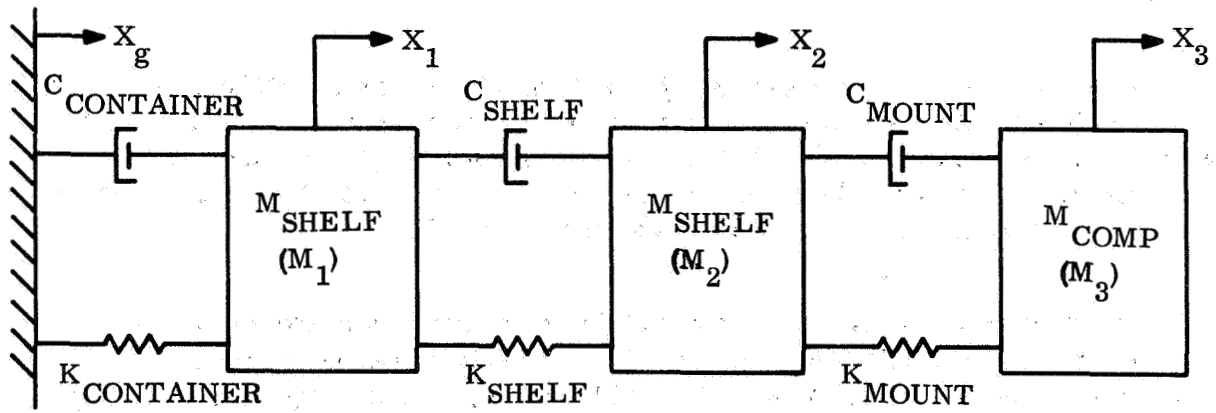 X_g
X_1
X_2
X_3
C_CONTAINER
C_SHELF
C_MOUNT
M_SHELF
(M_1)
M_SHELF
(M_2)
M_COMP
(M_3)
K_CONTAINER
K_SHELF
K_MOUNT